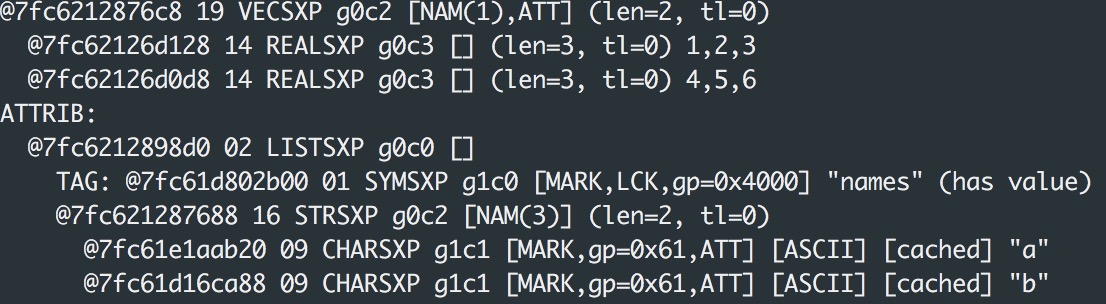 @7fc6212876c8 19 VECSXP g0c2 [NAM(1),ATT] (len=2, tl=0)
@7fc62126d128 14 REALSXP g0c3 [] (len=3, tl=0) 1,2,3
@7fc62126d0d8 14 REALSXP g0c3 [] (len=3, tl=0) 4,5,6
ATTRIB:
@7fc6212898d0 02 LISTSXP g0c0 []
TAG: @7fc61d802b00 01 SYMSXP g1c0 [MARK,LCK,gp=0x4000] "names" (has value)
@7fc621287688 16 STRSXP g0c2 [NAM(3)] (len=2, tl=0)
@7fc61e1aab20 09 CHARSXP g1c1 [MARK,gp=0x61,ATT] [ASCII] [cached] "a"
@7fc61d16ca88 09 CHARSXP g1c1 [MARK,gp=0x61,ATT] [ASCII] [cached] "b"